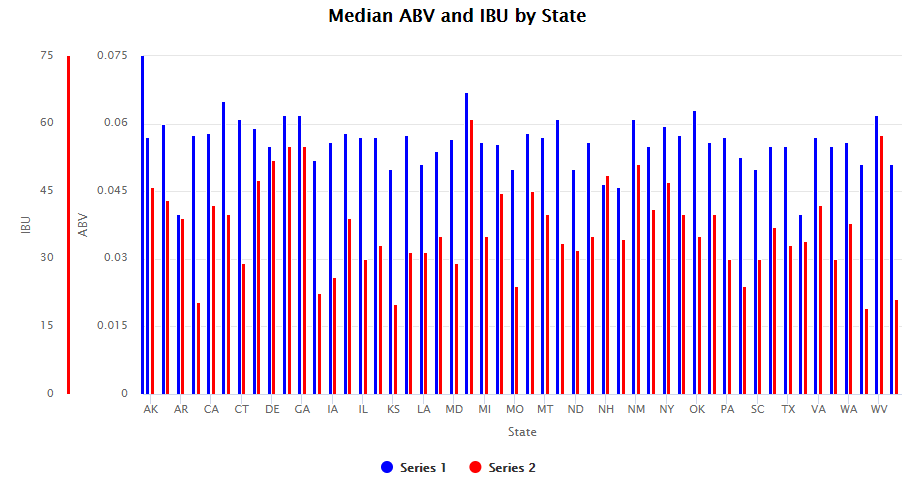 Median ABV and IBU by State
IBU
75
60
45
30
15
0
ABV
0.075
0.06
0.045
0.03
0.015
0
AK AR CA CT DE GA IA IL KS LA MD MI MO MT ND NH NM NY OK PA SC TX VA WA WV
State
Series 1 Series 2